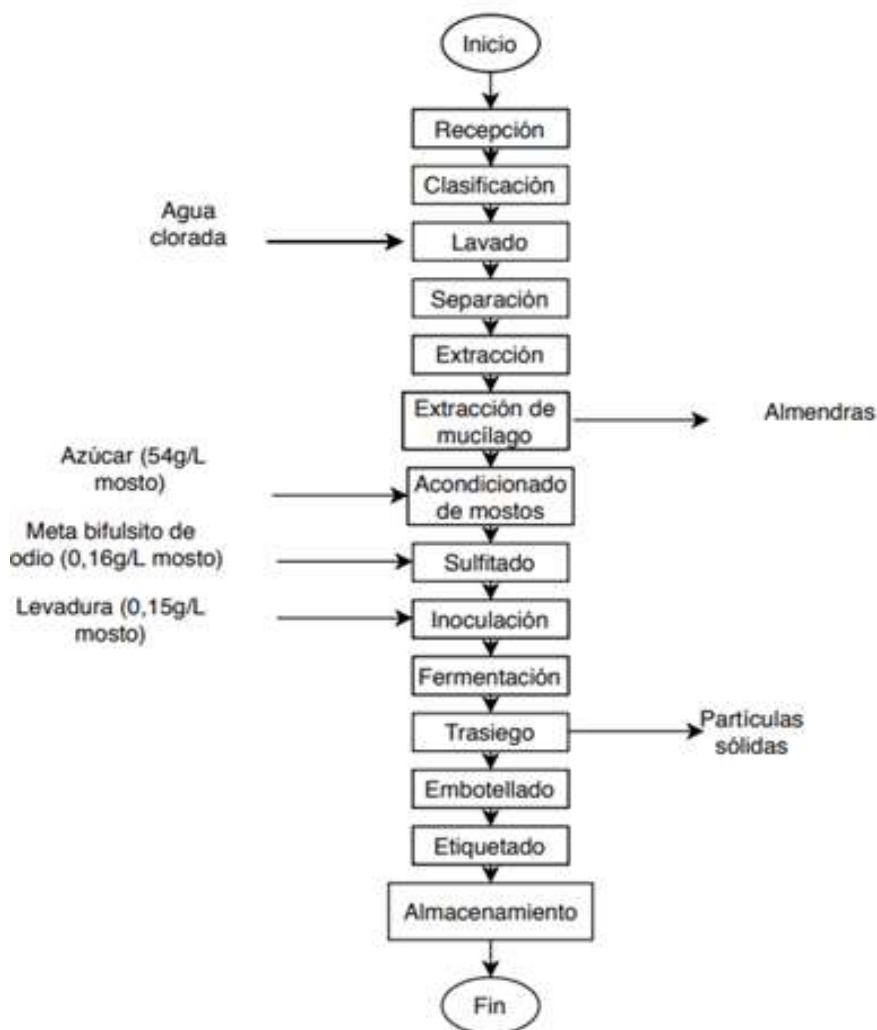 Inicio
Recepción
Clasificación
Agua
clorada
Lavado
Separación
Extracción
Extracción de
mucílago
Almendras
Azúcar (54g/L
mosto)
Acondicionado
de mostos
Meta bifulsito de
odio (0,16g/L mosto)
Sulfitado
Levadura (0,15g/L
mosto)
Inoculación
Fermentación
Trasiego
Partículas
sólidas
Embotellado
Etiquetado
Almacenamiento
Fin